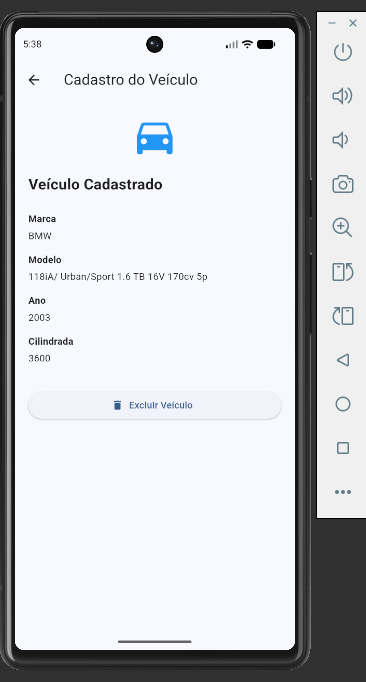 5:38
Cadastro do Veículo
Veículo Cadastrado
Marca
BMW
Modelo
118iA/ Urban/Sport 1.6 TB 16V 170cv 5p
Ano
2003
Cilindrada
3600
Excluir Veículo